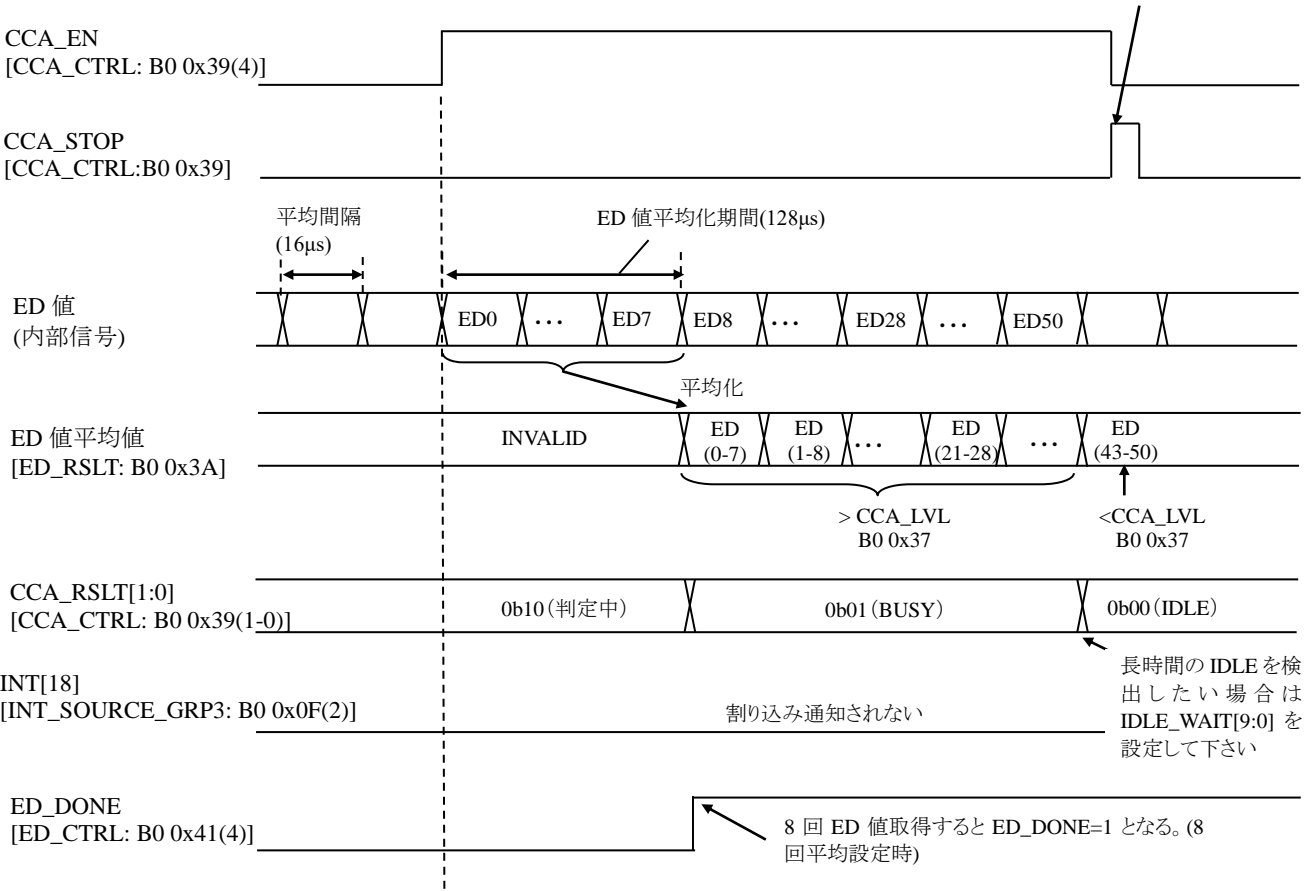 CCA_EN
[CCA_CTRL: B0 0x39(4)]
CCA_STOP
[CCA_CTRL:B0 0x39]
平均間隔
(16μs)
ED 値平均化期間(128μs)
ED 値
(内部信号)
ED0
...
ED7
ED8
...
ED28
...
ED50
平均化
ED 値平均値
[ED_RSLT: B0 0x3A]
INVALID
ED
(0-7)
ED
(1-8)
...
ED
(21-28)
...
ED
(43-50)
> CCA_LVL
B0 0x37
<CCA_LVL
B0 0x37
CCA_RSLT[1:0]
[CCA_CTRL: B0 0x39(1-0)]
0b10(判定中)
0b01(BUSY)
0b00(IDLE)
長時間の IDLE を検
出したい場合は
IDLE_WAIT[9:0] を
設定して下さい
INT[18]
[INT_SOURCE_GRP3: B0 0x0F(2)]
割り込み通知されない
ED_DONE
[ED_CTRL: B0 0x41(4)]
8 回 ED 値取得すると ED_DONE=1 となる。(8
回平均設定時)